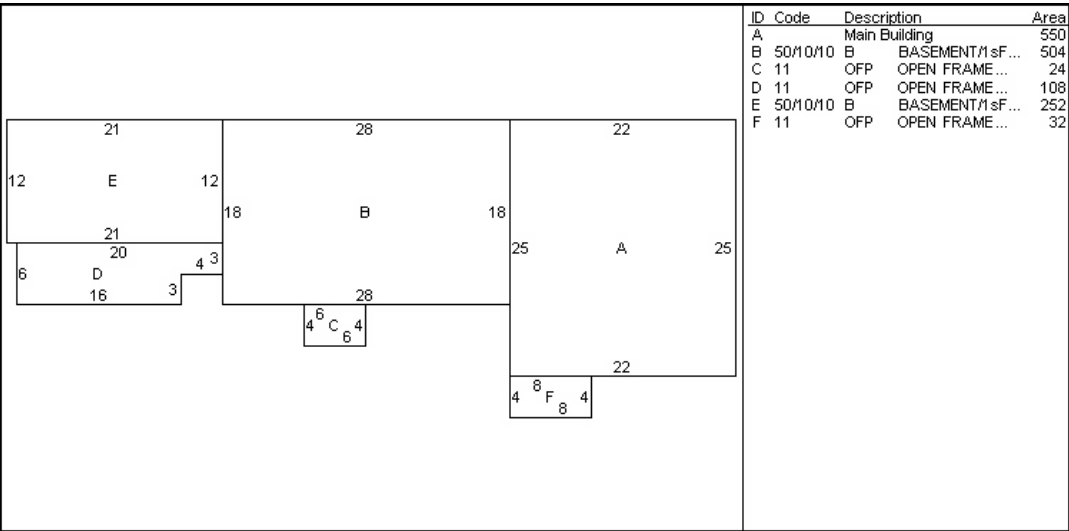 ID Code Description Area
A Main Building 550
B 50/10/10 B BASEMENT/1sF... 504
C 11 OFP OPEN FRAME... 24
D 11 OFP OPEN FRAME... 108
E 50/10/10 B BASEMENT/1sF... 252
F 11 OFP OPEN FRAME... 32
21 28 22
12 E 12
18 B 18
25 A 25
21
20
4 3
6 D
16 3
28
6
4 C 4
6
22
8
4 F 4
8